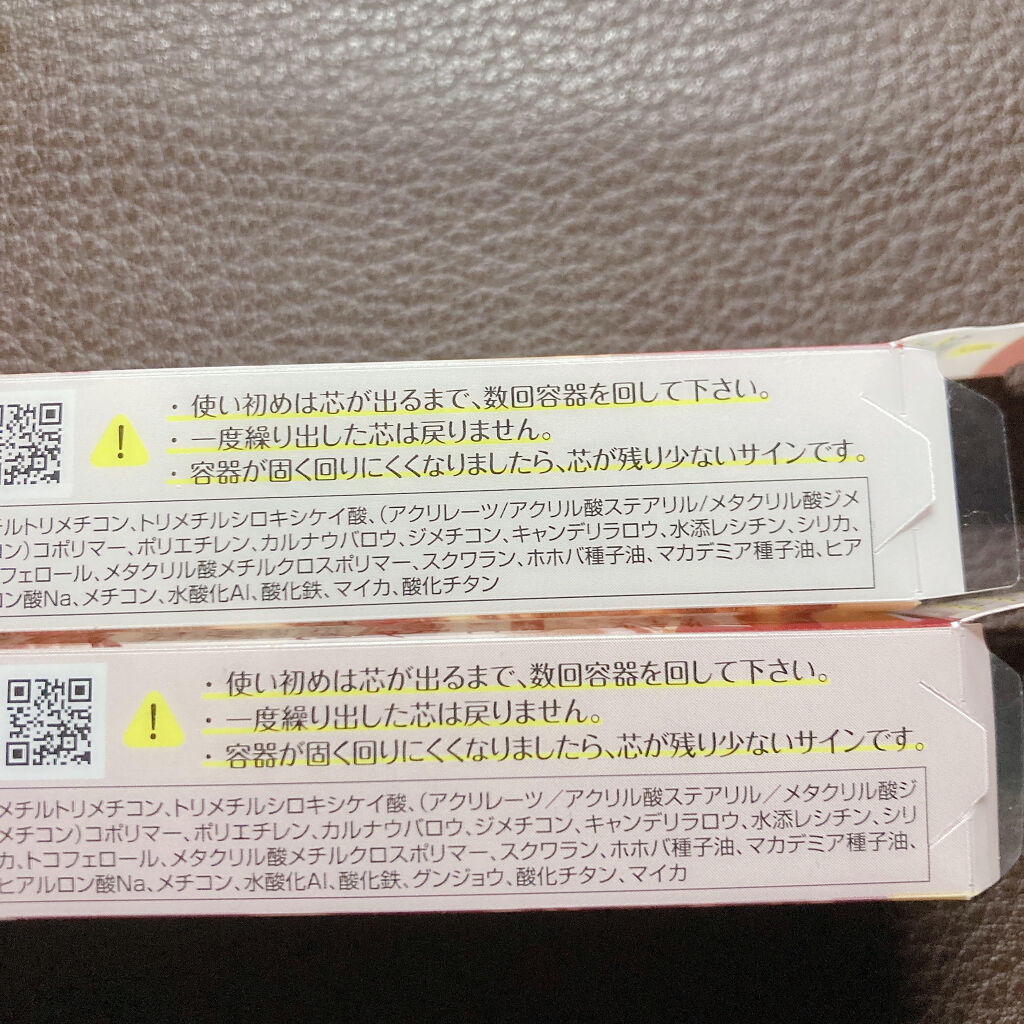 ・使い初めは芯が出るまで、数回容器を回して下さい。
・一度繰り出した芯は戻りません。
・容器が固く回りにくくなりましたら、芯が残り少ないサインです。
チルトリメチコン、トリメチルシロキシケイ酸、(アクリレーツ/アクリル酸ステアリル/メタクリル酸ジメ
ン)コポリマー、ポリエチレン、カルナウバロウ、ジメチコン、キャンデリラロウ、水添レシチン、シリカ、
フェロール、メタクリル酸メチルクロスポリマー、スクワラン、ホホバ種子油、マカデミア種子油、ヒア
ン酸Na、メチコン、水酸化Al、酸化鉄、マイカ、酸化チタン
・使い初めは芯が出るまで、数回容器を回して下さい。
・一度繰り出した芯は戻りません。
・容器が固く回りにくくなりましたら、芯が残り少ないサインです。
メチルトリメチコン、トリメチルシロキシケイ酸、(アクリレーツ/アクリル酸ステアリル/メタクリル酸ジ
メチコン)コポリマー、ポリエチレン、カルナウバロウ、ジメチコン、キャンデリラロウ、水添レシチン、シリ
カ、トコフェロール、メタクリル酸メチルクロスポリマー、スクワラン、ホホバ種子油、マカデミア種子油、
ヒアルロン酸Na、メチコン、水酸化Al、酸化鉄、グンジョウ、酸化チタン、マイカ